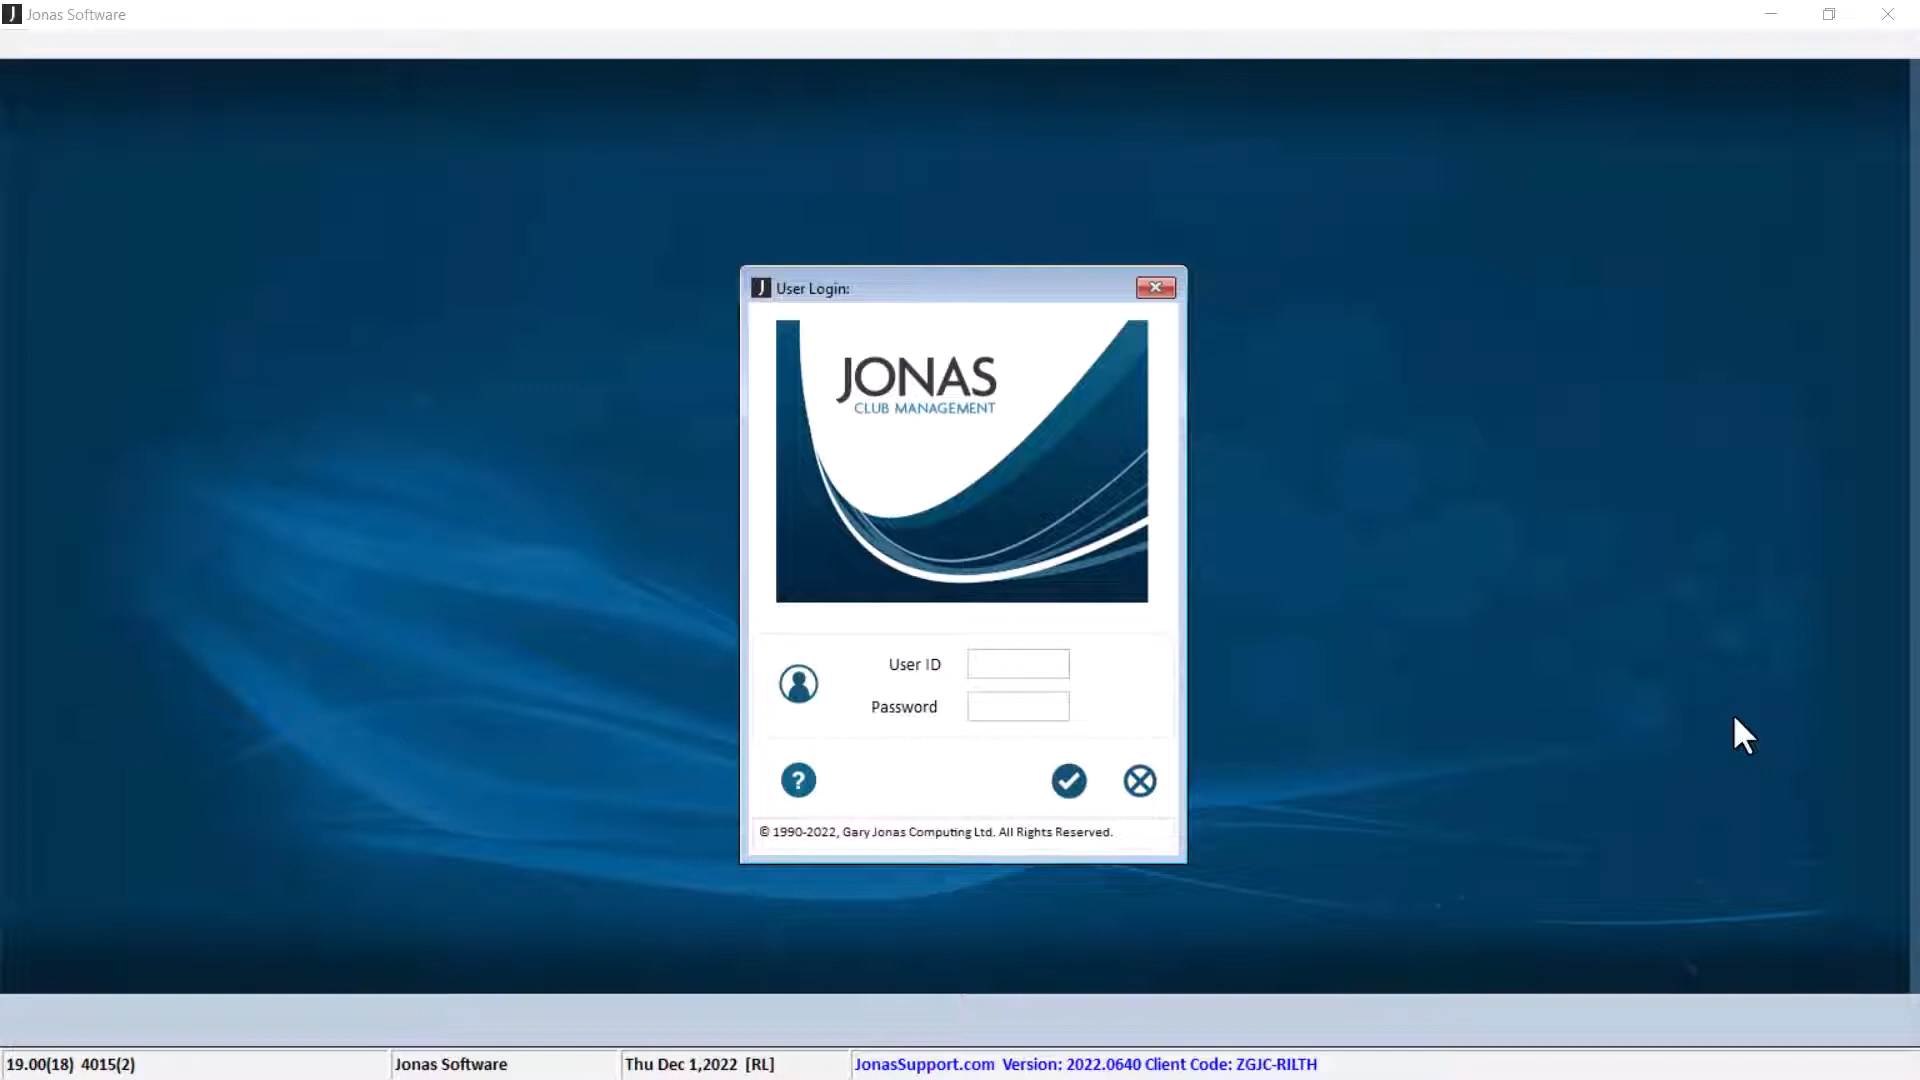 Jonas Software
User Login:
JONAS
CLUB MANAGEMENT
User ID
Password
?
© 1990-2022, Gary Jonas Computing Ltd. All Rights Reserved.
19.00(18) 4015(2)
Jonas Software
Thu Dec 1,2022 [RL]
JonasSupport.com Version: 2022.0640 Client Code: ZGJC-RILTH